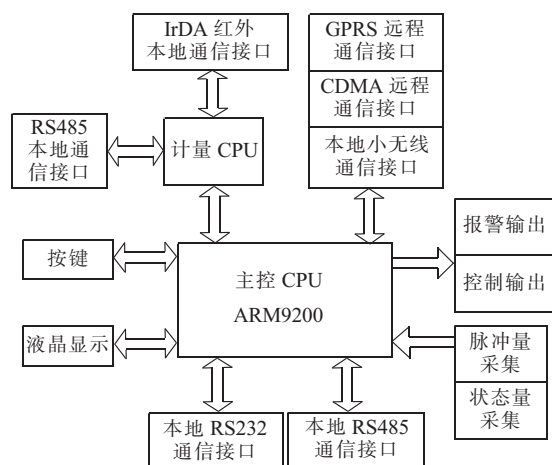 IrDA 红外
本地通信接口
GPRS 远程
通信接口
CDMA 远程
通信接口
本地小无线
通信接口
RS485
本地通
信接口
计量 CPU
按键
液晶显示
主控 CPU
ARM9200
报警输出
控制输出
脉冲量
采集
状态量
采集
本地 RS232
通信接口
本地 RS485
通信接口